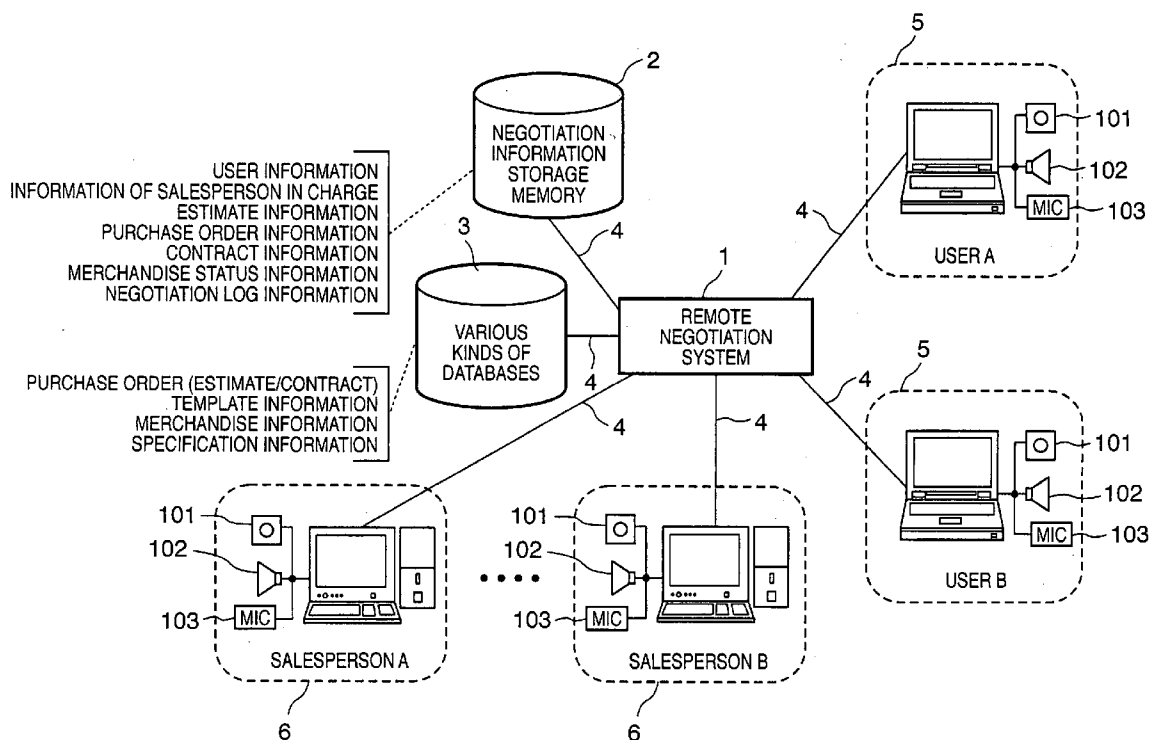 2
NEGOTIATION
INFORMATION
STORAGE
MEMORY
USER INFORMATION
INFORMATION OF SALESPERSON IN CHARGE
ESTIMATE INFORMATION
PURCHASE ORDER INFORMATION
CONTRACT INFORMATION
MERCHANDISE STATUS INFORMATION
NEGOTIATION LOG INFORMATION
4
3
VARIOUS
KINDS OF
DATABASES
4
PURCHASE ORDER (ESTIMATE/CONTRACT)
TEMPLATE INFORMATION
MERCHANDISE INFORMATION
SPECIFICATION INFORMATION
1
REMOTE
NEGOTIATION
SYSTEM
4
4
4
4
5
101
102
MIC 103
USER A
5
101
102
MIC 103
USER B
101
102
103 MIC
SALESPERSON A
6
101
102
103 MIC
SALESPERSON B
6